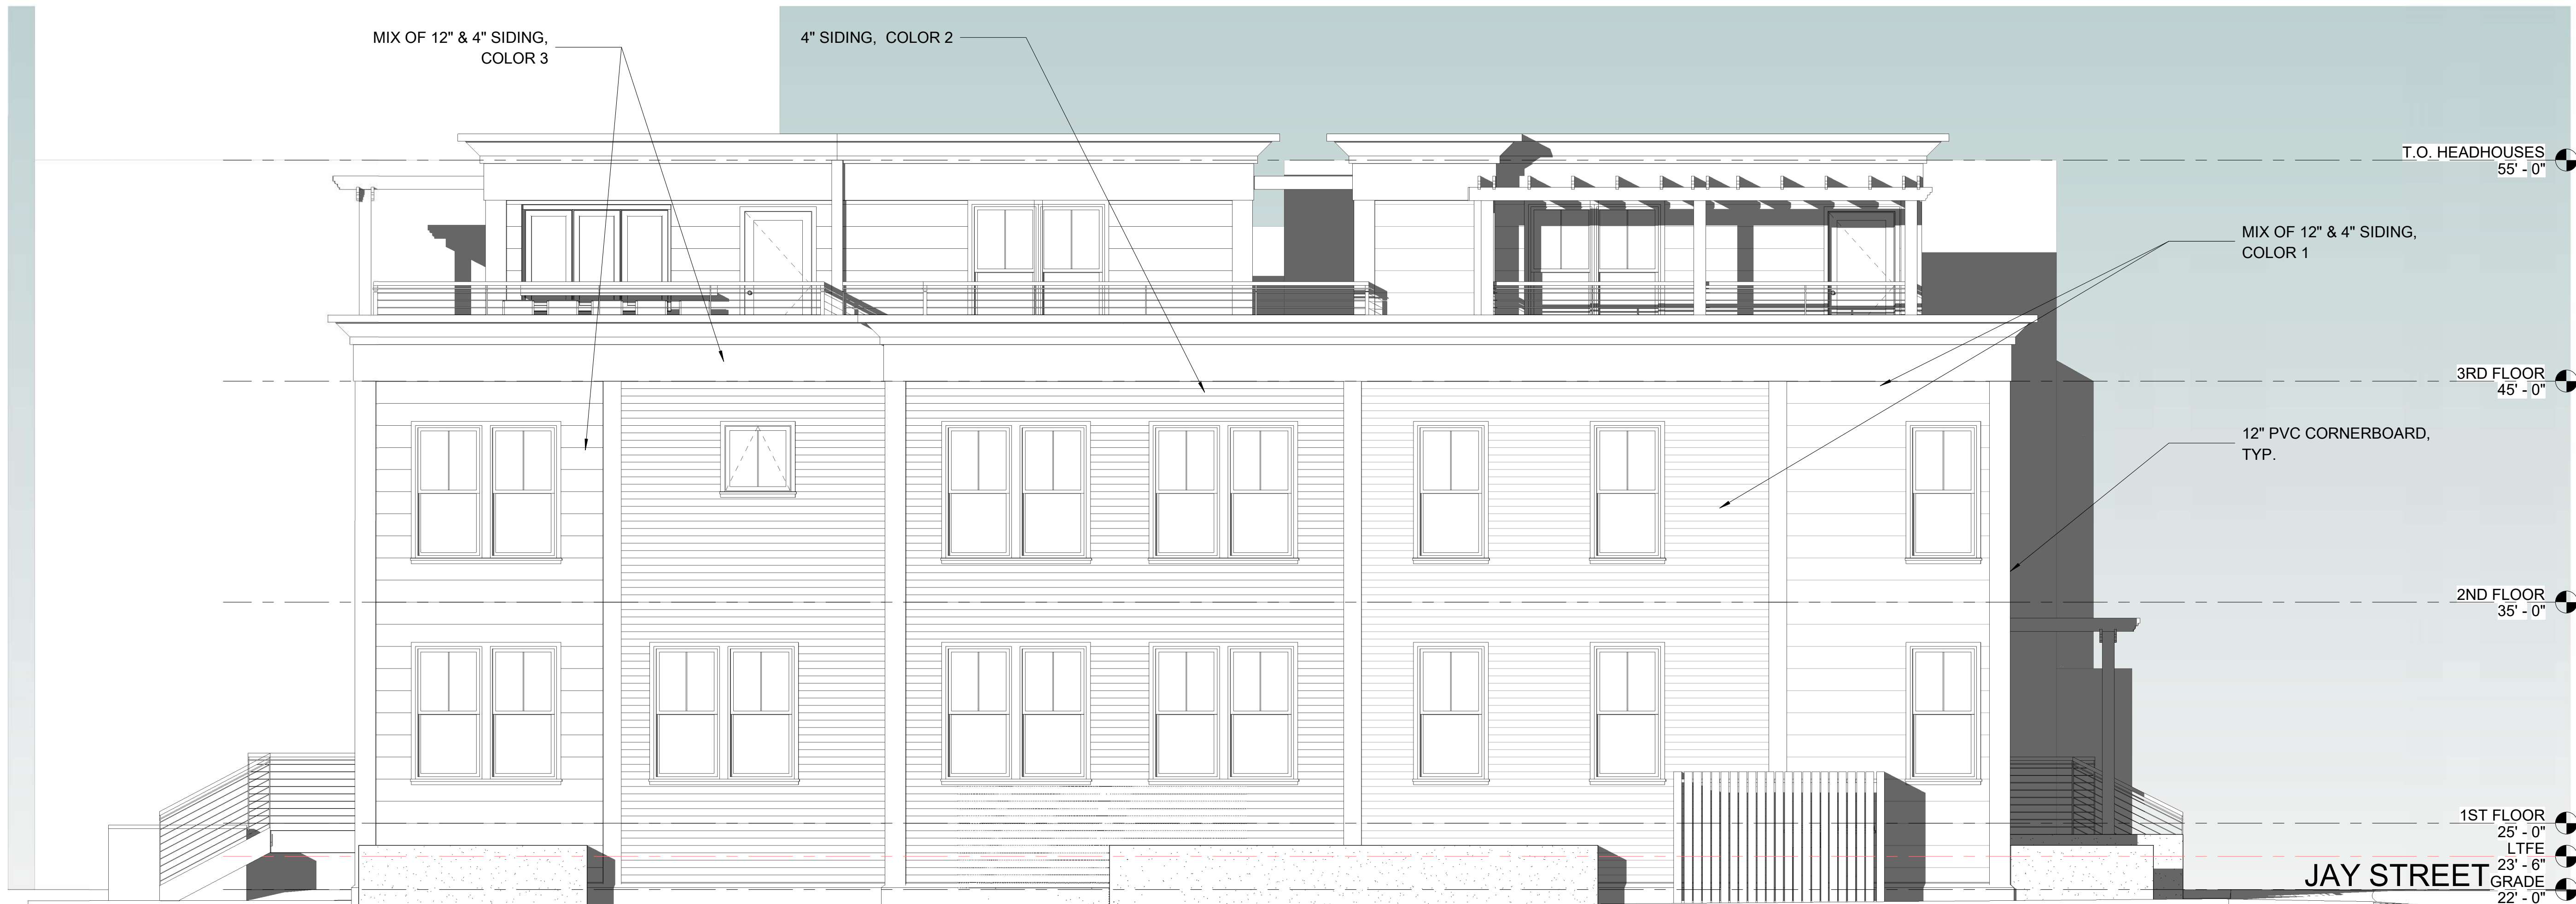 MIX OF 12" & 4" SIDING,
COLOR 3
4" SIDING, COLOR 2
T.O. HEADHOUSES
55' - 0"
MIX OF 12" & 4" SIDING,
COLOR 1
3RD FLOOR
45' - 0"
12" PVC CORNERBOARD,
TYP.
2ND FLOOR
35' - 0"
1ST FLOOR
25' - 0"
LTFE
23' - 6"
JAY STREET
GRADE
22' - 0"